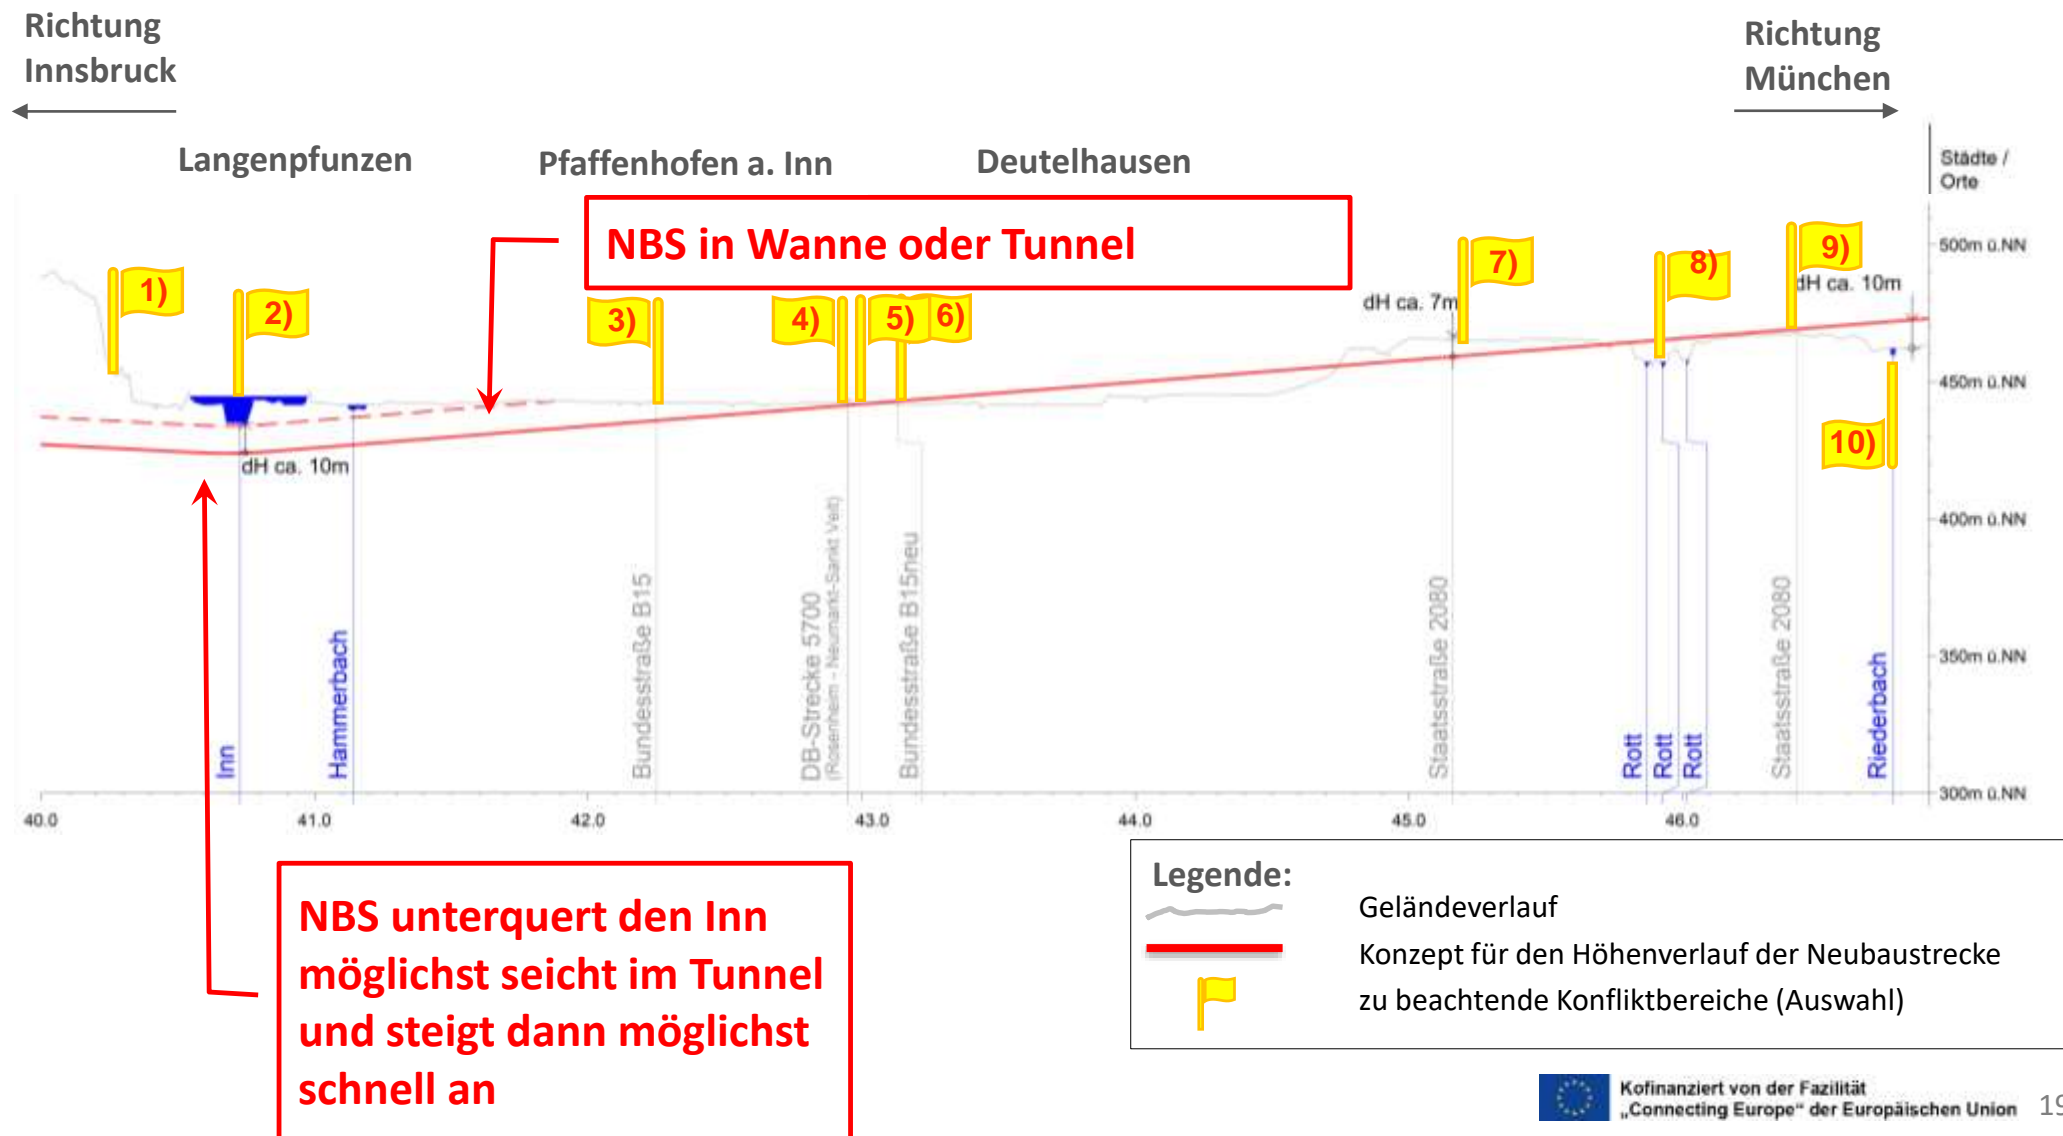 Richtung
Innsbruck
Richtung
München
Langenpfunzen
Pfaffenhofen a. Inn
Deutelhausen
Städte /
Orte
NBS in Wanne oder Tunnel
1)
2)
3)
4)
5)
6)
7)
8)
9)
10)
dH ca. 7m
dH ca. 10m
dH ca. 10m
500m ü.NN
450m ü.NN
400m ü.NN
350m ü.NN
300m ü.NN
Inn
Hammerbach
Bundesstraße B15
DB-Strecke 5700
(Rosenheim - Neumarkt-Sankt Veit)
Bundesstraße B15neu
Staatsstraße 2080
Rott
Rott
Rott
Staatsstraße 2080
Riederbach
40.0
41.0
42.0
43.0
44.0
45.0
46.0
NBS unterquert den Inn
möglichst seicht im Tunnel
und steigt dann möglichst
schnell an
Legende:
Geländeverlauf
Konzept für den Höhenverlauf der Neubaustrecke
zu beachtende Konfliktbereiche (Auswahl)
Kofinanziert von der Fazilität
„Connecting Europe“ der Europäischen Union
19